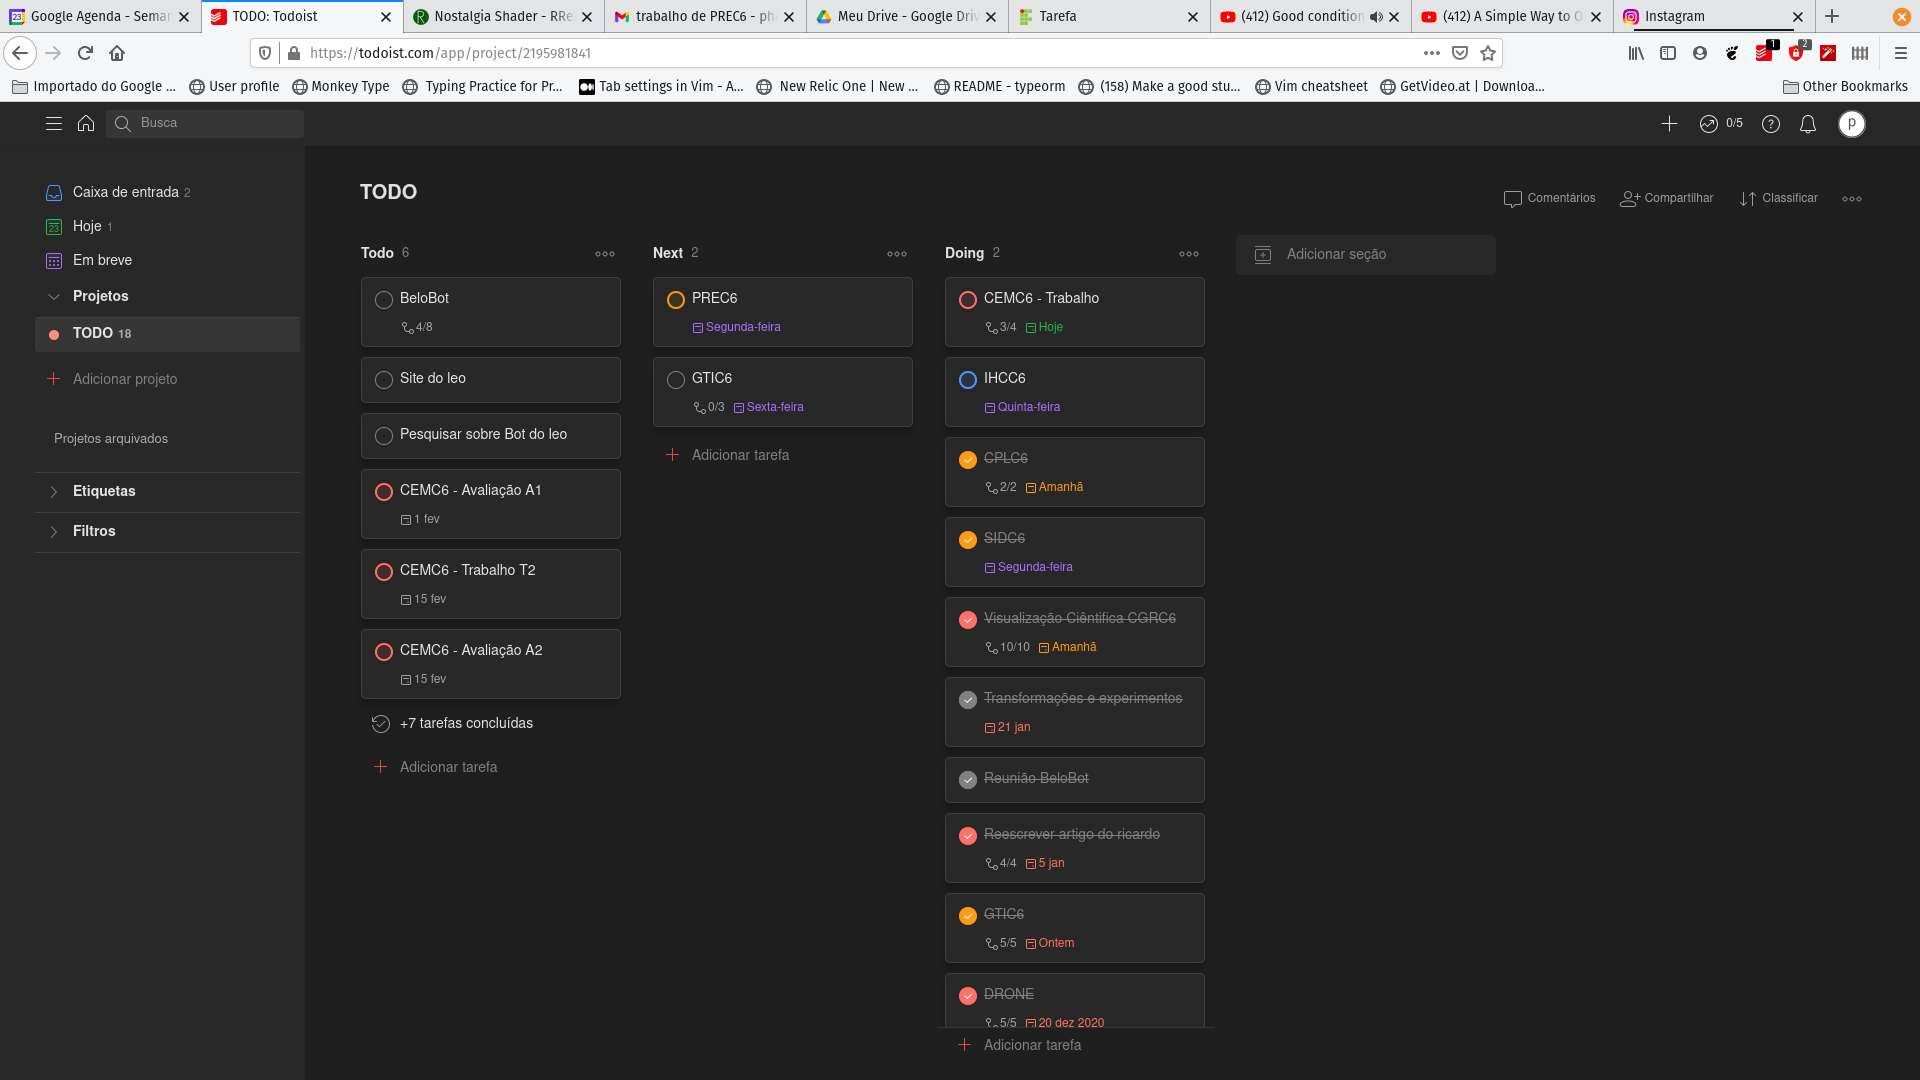 Google Agenda - Seman
TODO: Todoist
Nostalgia Shader - RRe
trabalho de PREC6 - ph
Meu Drive - Google Driv
Tarefa
(412) Good condition
(412) A Simple Way to O
Instagram
https://todoist.com/app/project/2195981841
1
2
Importado do Google ...
User profile
Monkey Type
Typing Practice for Pr...
Tab settings in Vim - A...
New Relic One | New ...
README - typeorm
(158) Make a good stu...
Vim cheatsheet
GetVideo.at | Downloa...
Other Bookmarks
Busca
0/5
p
Caixa de entrada 2
Hoje 1
Em breve
Projetos
TODO 18
Adicionar projeto
Projetos arquivados
Etiquetas
Filtros
TODO
Comentários
Compartilhar
Classificar
Todo 6
BeloBot
4/8
Site do leo
Pesquisar sobre Bot do leo
CEMC6 - Avaliação A1
1 fev
CEMC6 - Trabalho T2
15 fev
CEMC6 - Avaliação A2
15 fev
+7 tarefas concluídas
Adicionar tarefa
Next 2
PREC6
Segunda-feira
GTIC6
0/3 Sexta-feira
Adicionar tarefa
Doing 2
CEMC6 - Trabalho
3/4 Hoje
IHCC6
Quinta-feira
CPLC6
2/2 Amanhã
SIDC6
Segunda-feira
Visualização Ciêntifica CGRC6
10/10 Amanhã
Transformações e experimentos
21 jan
Reunião BeloBot
Reescrever artigo do ricardo
4/4 5 jan
GTIC6
5/5 Ontem
DRONE
5/5 20 dez 2020
Adicionar tarefa
Adicionar seção